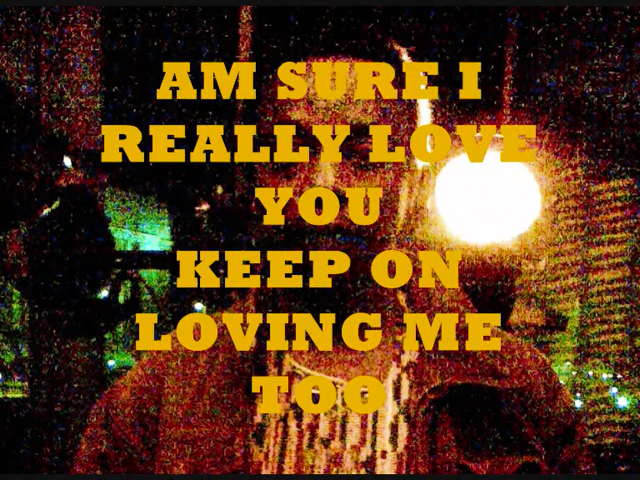 AM SURE I
REALLY LOVE
YOU
KEEP ON
LOVING ME
TOO